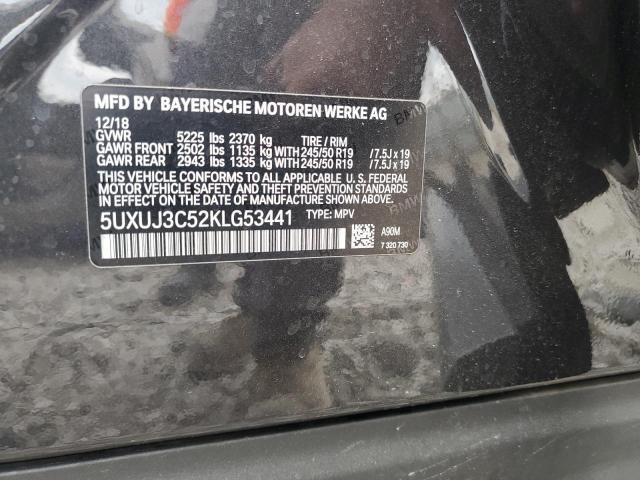 MFD BY BAYERISCHE MOTOREN WERKE AG
12/18
GVWR 5225 lbs 2370 kg TIRE / RIM
GAWR FRONT 2502 lbs 1135 kg WITH 245/50 R19 /7.5J x 19
GAWR REAR 2943 lbs 1335 kg WITH 245/50 R19 /7.5J x 19
THIS VEHICLE CONFORMS TO ALL APPLICABLE U. S. FEDERAL
MOTOR VEHICLE SAFETY AND THEFT PREVENTION STANDARDS
IN EFFECT ON THE DATE OF MANUFACTURE SHOWN ABOVE.
5UXUJ3C52KLG53441 TYPE: MPV
A90M
7 320 730